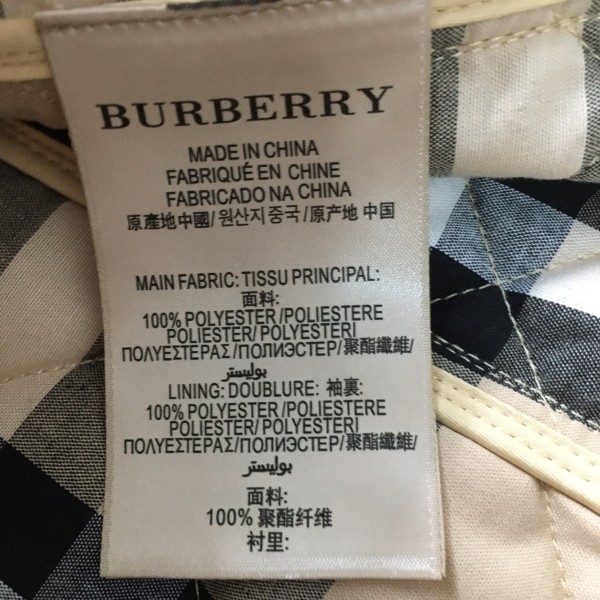 BURBERRY
MADE IN CHINA
FABRIQUÉ EN CHINE
FABRICADO NA CHINA
原產地中國/원산지중국/原产地 中国
MAIN FABRIC: TISSU PRINCIPAL:
面料:
100% POLYESTER/POLIESTERE
POLIESTER/POLYESTERI
ΠΟΛΥΕΣΤΕΡΑΣ/ПОЛИЭСТЕР/聚酯纖維/
بوليستر
LINING: DOUBLURE: 袖裏:
100% POLYESTER/POLIESTERE
POLIESTER/POLYESTERI
ΠΟΛΥΕΣΤΕΡΑΣ/ПОЛИЭСТЕР/聚酯纖維/
بوليستر
面料:
100% 聚酯纤维
衬里: